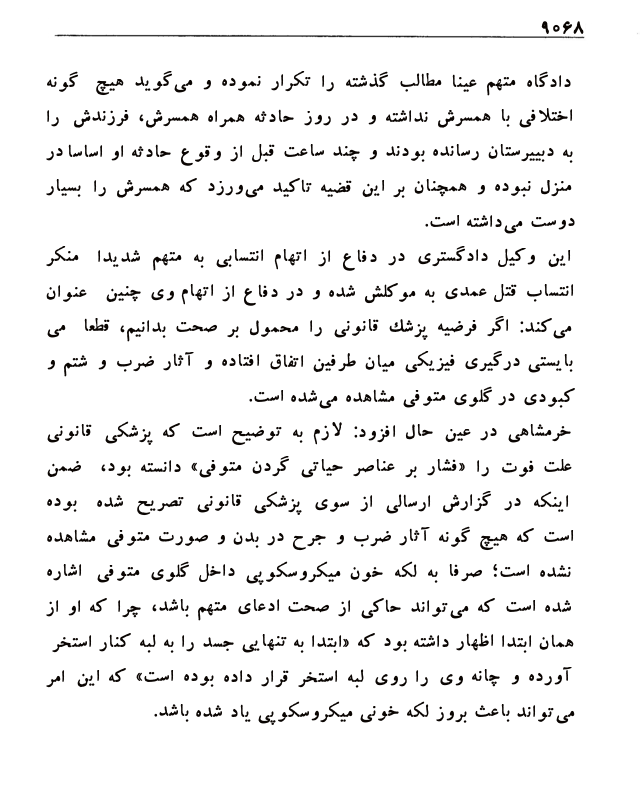 ۹۰۶۸
دادگاه متهم عینا مطالب گذشته را تکرار نموده و می‌گوید هیچ گونه
اختلافی با همسرش نداشته و در روز حادثه همراه همسرش، فرزندش را
به دبییرستان رسانده بودند و چند ساعت قبل از وقوع حادثه او اساسا در
منزل نبوده و همچنان بر این قضیه تاکید می‌ورزد که همسرش را بسیار
دوست می‌داشته است.
این وکیل دادگستری در دفاع از اتهام انتسابی به متهم شدیدا منکر
انتساب قتل عمدی به موکلش شده و در دفاع از اتهام وی چنین عنوان
می‌کند: اگر فرضیه پزشك قانونی را محمول بر صحت بدانیم، قطعا می
بایستی درگیری فیزیکی میان طرفین اتفاق افتاده و آثار ضرب و شتم و
کبودی در گلوی متوفی مشاهده می‌شده است.
خرمشاهی در عین حال افزود: لازم به توضیح است که پزشکی قانونی
علت فوت را «فشار بر عناصر حیاتی گردن متوفی» دانسته بود، ضمن
اینکه در گزارش ارسالی از سوی پزشکی قانونی تصریح شده بوده
است که هیچ گونه آثار ضرب و جرح در بدن و صورت متوفی مشاهده
نشده است؛ صرفا به لکه خون میکروسکوپی داخل گلوی متوفی اشاره
شده است که می‌تواند حاکی از صحت ادعای متهم باشد، چرا که او از
همان ابتدا اظهار داشته بود که «ابتدا به تنهایی جسد را به لبه کنار استخر
آورده و چانه وی را روی لبه استخر قرار داده بوده است» که این امر
می‌تواند باعث بروز لکه خونی میکروسکوپی یاد شده باشد.